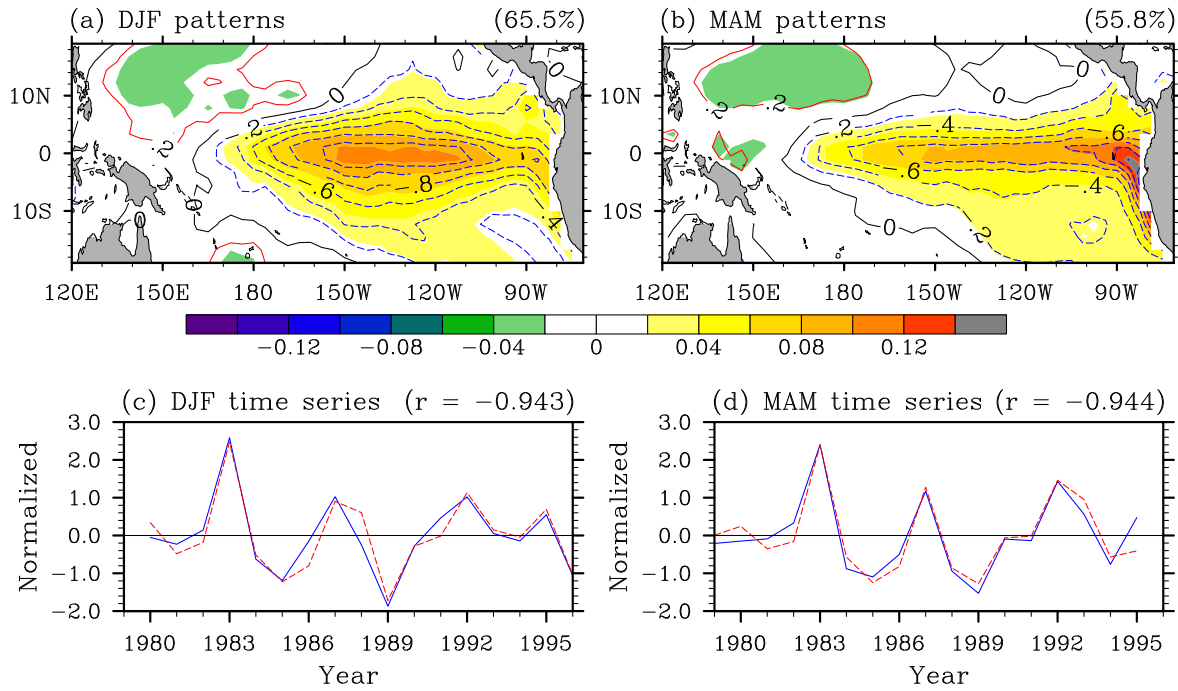 (a) DJF patterns (65.5%)
(b) MAM patterns (55.8%)
10N
0
10S
120E 150E 180 150W 120W 90W
120E 150E 180 150W 120W 90W
.2
0
.2
.6
.8
.4
0
0
.0
.2
.2
0
.2
.4
.6
.6
.4
.2
0
−0.12 −0.08 −0.04 0 0.04 0.08 0.12
(c) DJF time series (r = −0.943)
(d) MAM time series (r = −0.944)
Normalized
3.0
2.0
1.0
0.0
-1.0
-2.0
1980 1983 1986 1989 1992 1995
Year
Normalized
3.0
2.0
1.0
0.0
-1.0
-2.0
1980 1983 1986 1989 1992 1995
Year
10N
0
10S